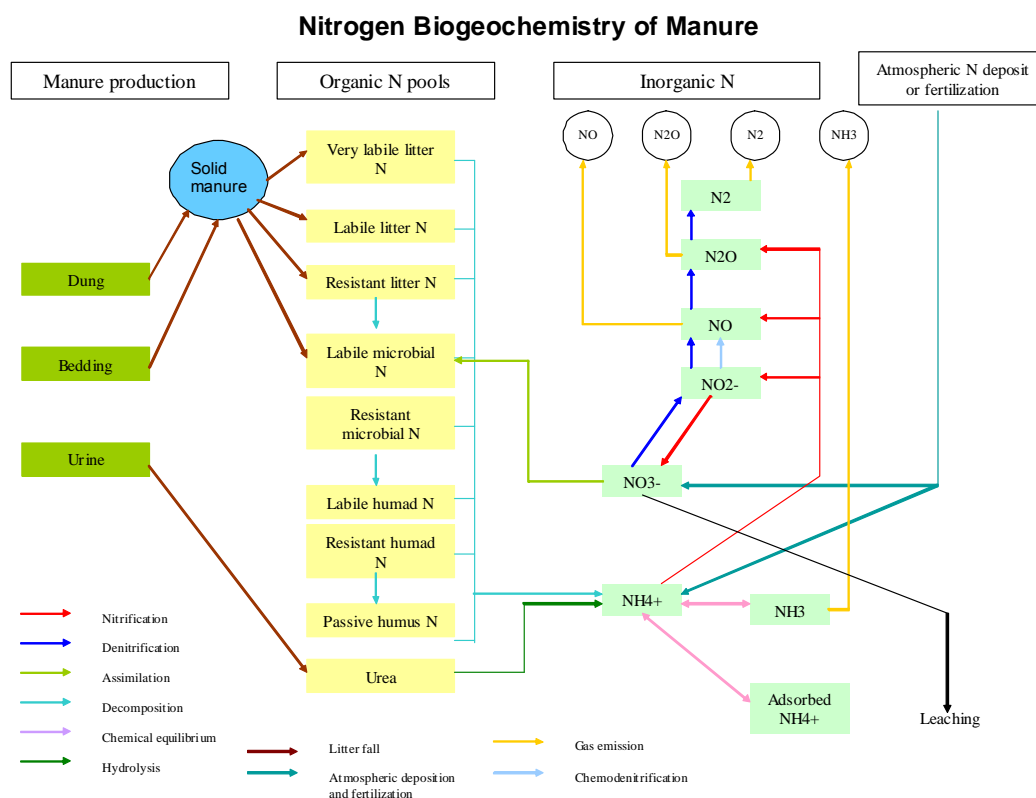 Nitrogen Biogeochemistry of Manure
Manure production
Organic N pools
Inorganic N
Atmospheric N deposit
or fertilization
NO
N2O
N2
NH3
Solid
manure
Very labile litter
N
Labile litter N
Resistant litter N
Labile microbial
N
Resistant
microbial N
Labile humad N
Resistant humad
N
Passive humus N
Urea
Dung
Bedding
Urine
N2
N2O
NO
NO2-
NO3-
NH4+
NH3
Adsorbed
NH4+
Leaching
Nitrification
Denitrification
Assimilation
Decomposition
Chemical equilibrium
Hydrolysis
Litter fall
Atmospheric deposition
and fertilization
Gas emission
Chemodenitrification